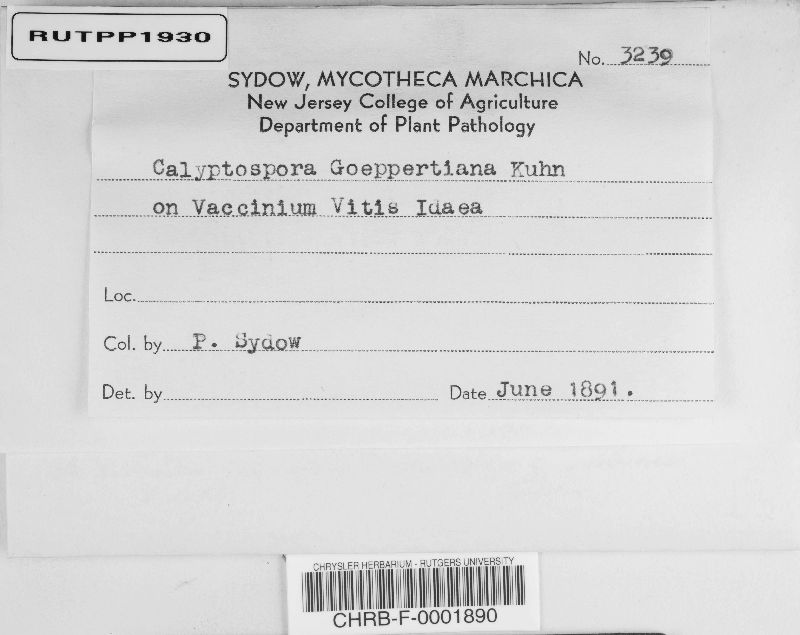 RUTPP1930
No. 3239
SYDOW, MYCOTHECA MARCHICA
New Jersey College of Agriculture
Department of Plant Pathology
Calyptospora Goeppertiana Kuhn
on Vaccinium Vitis Idaea
Loc.
Col. by P. Sydow
Det. by Date June 1891.
CHRYSLER HERBARIUM - RUTGERS UNIVERSITY
CHRB-F-0001890